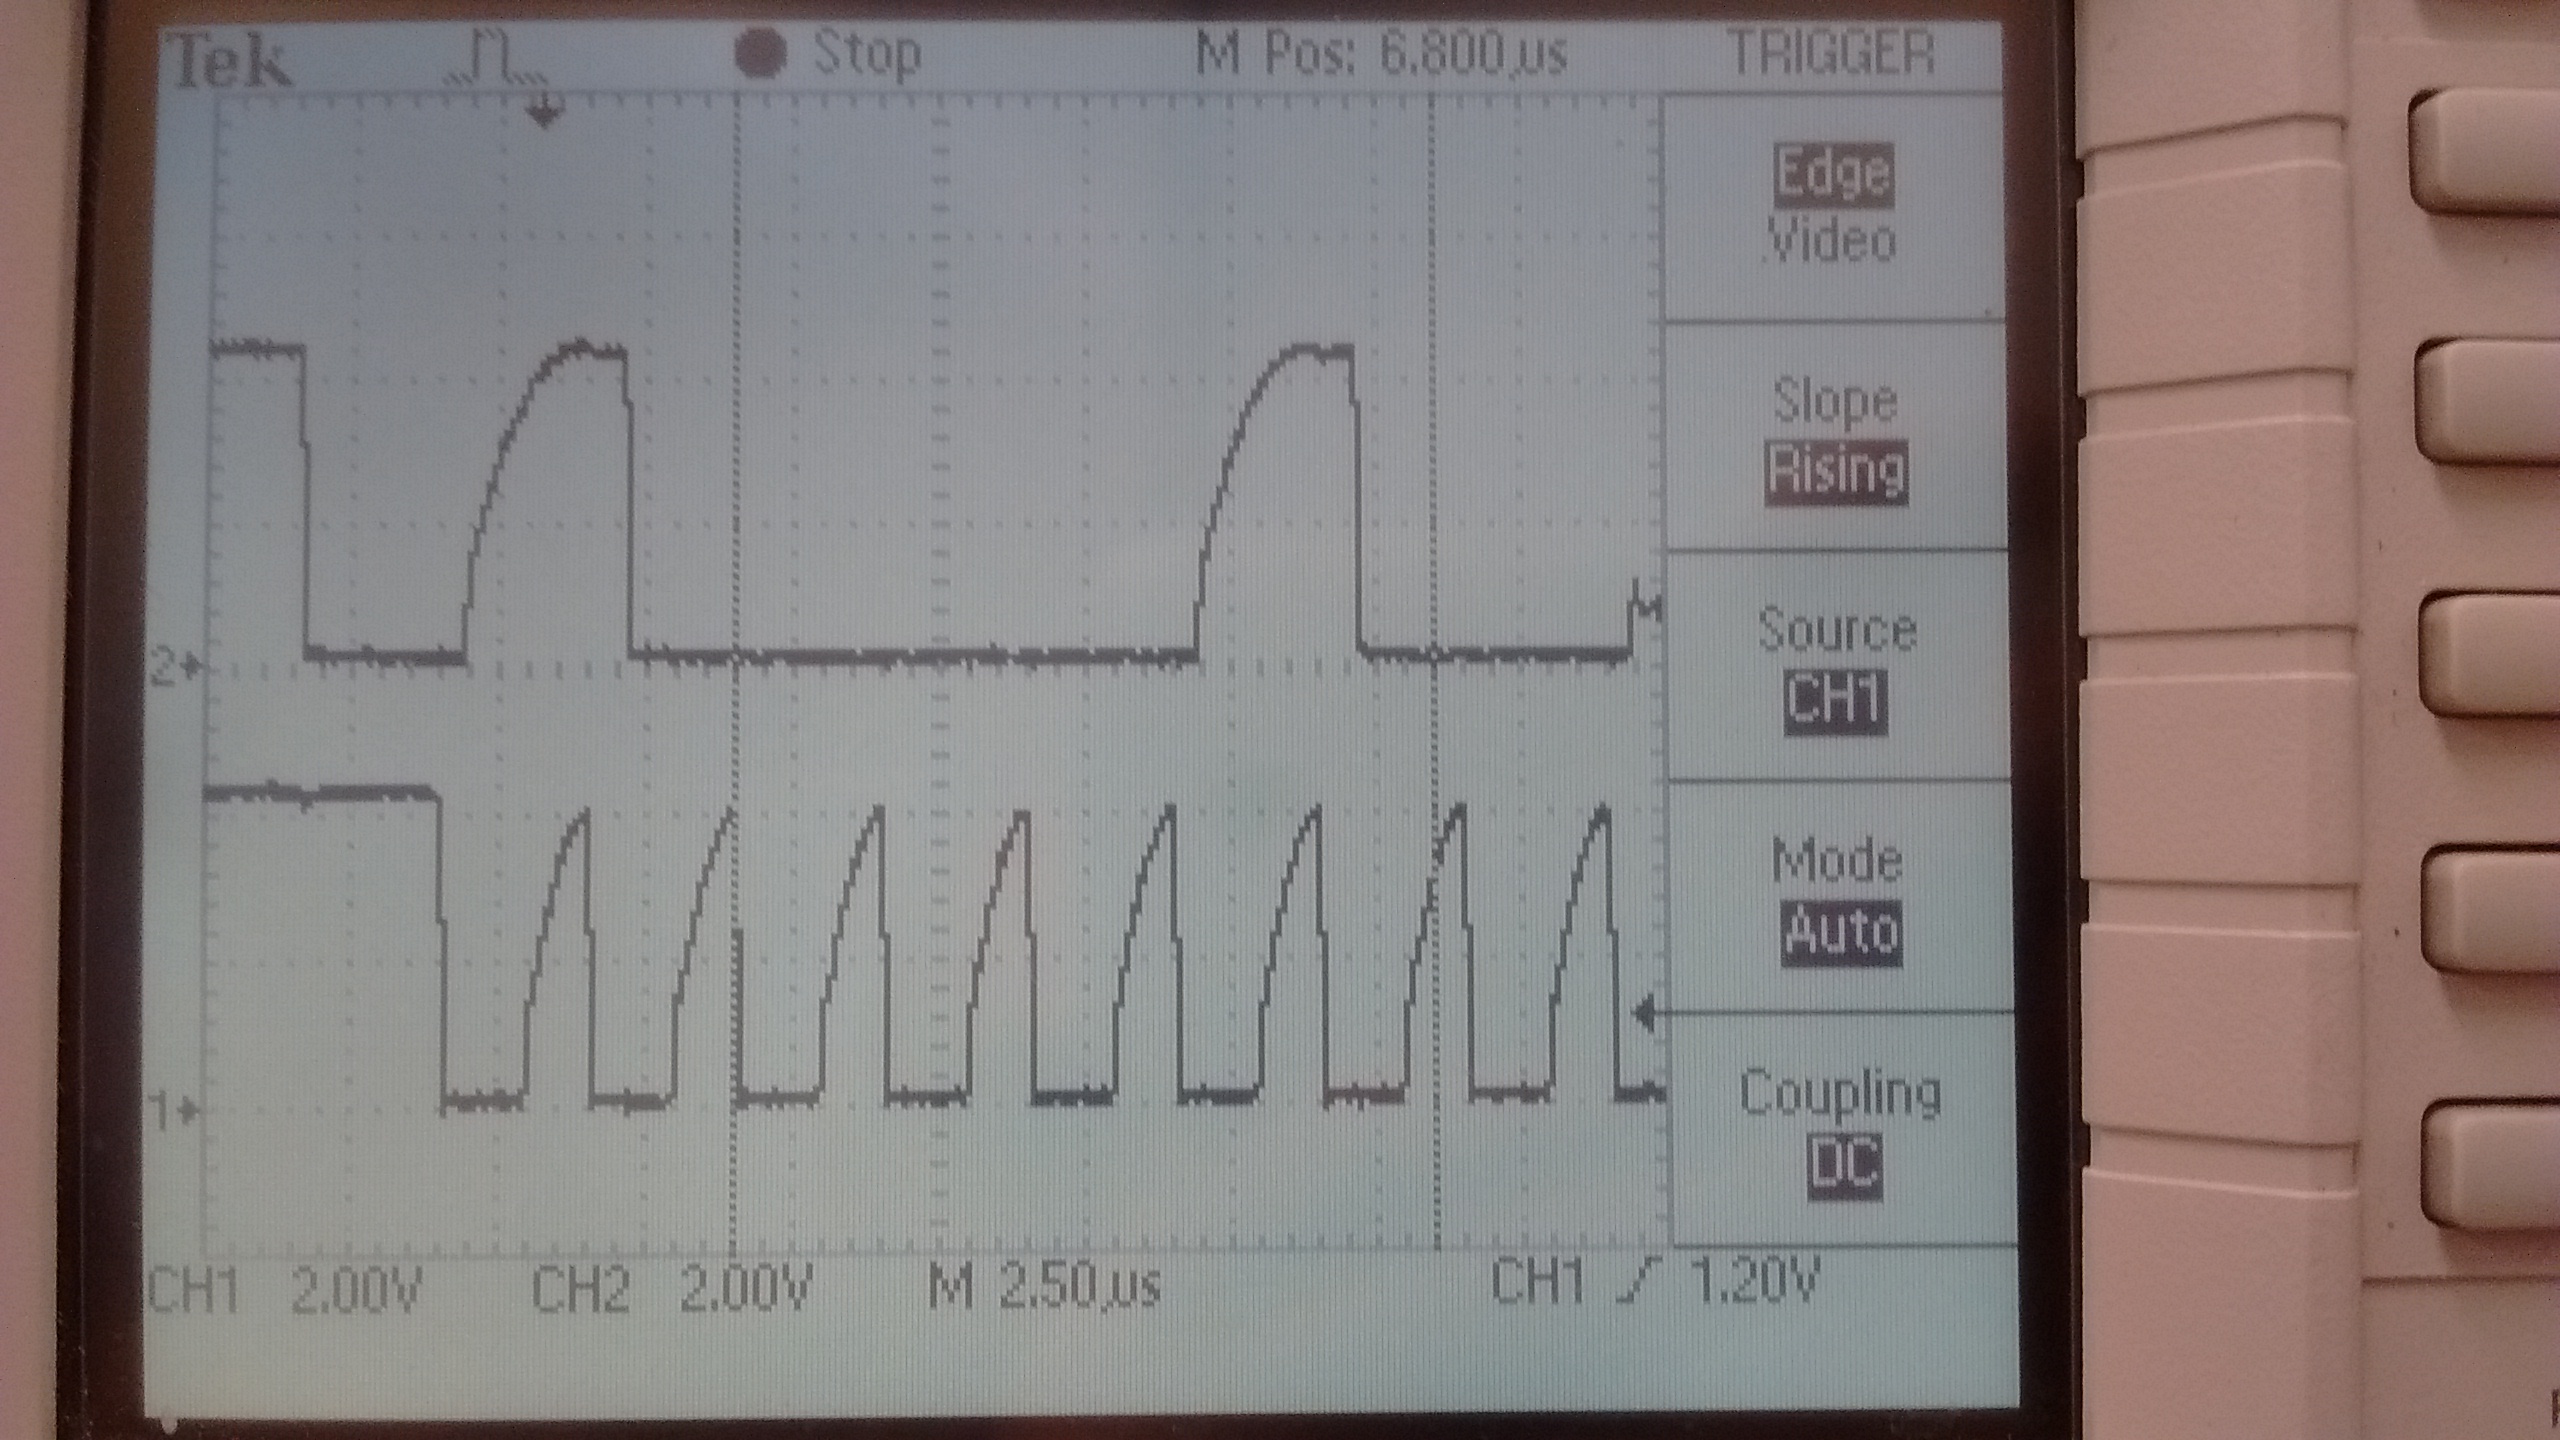 Tek Stop M Pos: 6.800µs TRIGGER
Edge
Video
Slope
Rising
Source
CH1
Mode
Auto
Coupling
DC
2
1
CH1 2.00V CH2 2.00V M 2.50µs CH1 1.20V